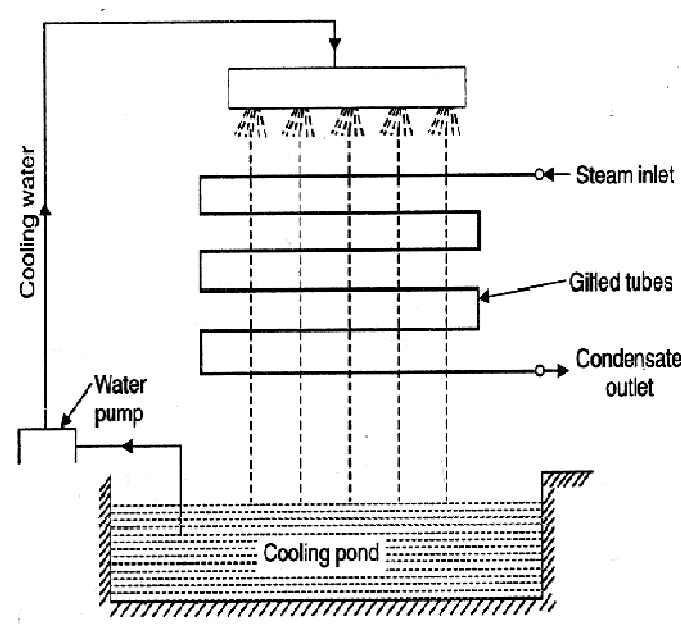 Cooling water
Steam inlet
Gilled tubes
Condensate
outlet
Water
pump
Cooling pond